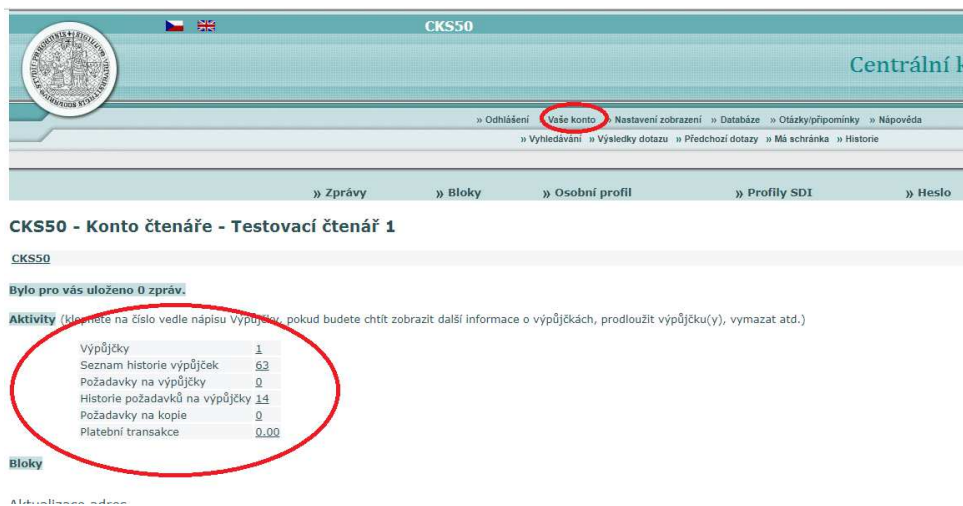 CKS50
Centrální k
» Odhlášení Vaše konto » Nastavení zobrazení » Databáze » Otázky/připomínky » Nápověda
» Vyhledávání » Výsledky dotazu » Předchozí dotazy » Má schránka » Historie
» Zprávy » Bloky » Osobní profil » Profily SDI » Heslo
CKS50 - Konto čtenáře - Testovací čtenář 1
CKS50
Bylo pro vás uloženo 0 zpráv.
Aktivity (klepněte na číslo vedle nápisu Výpůjčky, pokud budete chtít zobrazit další informace o výpůjčkách, prodloužit výpůjčku(y), vymazat atd.)
Výpůjčky 1
Seznam historie výpůjček 63
Požadavky na výpůjčky 0
Historie požadavků na výpůjčky 14
Požadavky na kopie 0
Platební transakce 0.00
Bloky
Aktualizace adres